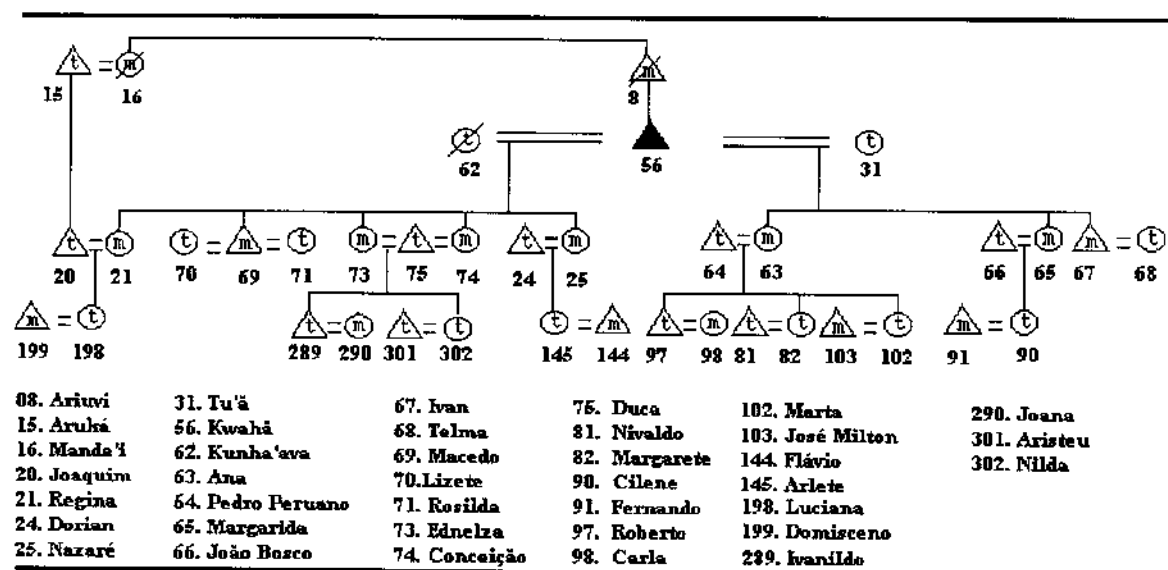 t = m m
15 16 8
t t
62 56 31
t = m t = m = t m = t = m t = m t = m t = m m = t
20 21 70 69 71 73 75 74 24 25 64 63 66 65 67 68
m = t t = m t = t t = m t = m t = t m = t m = t
199 198 289 290 301 302 145 144 97 98 81 82 103 102 91 90
08. Ariuvi 31. Tu'ã 67. Ivan 75. Duca 102. Marta 290. Joana
15. Aruká 56. Kwahã 68. Telma 81. Nivaldo 103. José Milton 301. Aristeu
16. Manda'i 62. Kunha'ava 69. Macedo 82. Margarete 144. Flávio 302. Nilda
20. Joaquim 63. Ana 70.Lizete 90. Cilene 145. Arlete
21. Regina 64. Pedro Peruano 71. Rosilda 91. Fernando 198. Luciana
24. Dorian 65. Margarida 73. Ednelza 97. Roberto 199. Domisceno
25. Nazaré 66. João Bosco 74. Conceição 98. Carla 289. Ivanildo